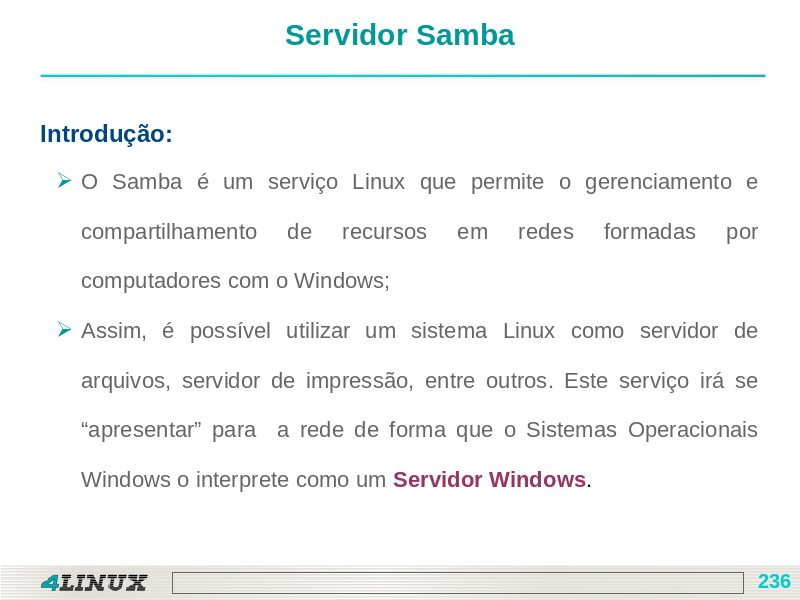 Servidor Samba
Introdução:
O Samba é um serviço Linux que permite o gerenciamento e
compartilhamento de recursos em redes formadas por
computadores com o Windows;
Assim, é possível utilizar um sistema Linux como servidor de
arquivos, servidor de impressão, entre outros. Este serviço irá se
“apresentar” para a rede de forma que o Sistemas Operacionais
Windows o interprete como um Servidor Windows.
4LINUX
236